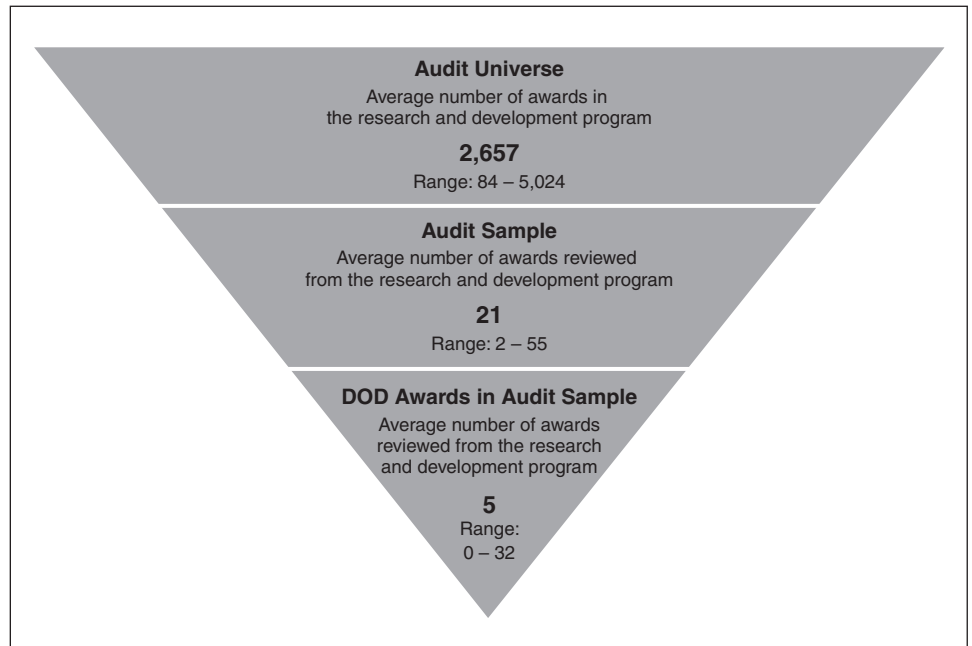 Audit Universe
Average number of awards in
the research and development program
2,657
Range: 84 – 5,024
Audit Sample
Average number of awards reviewed
from the research and development program
21
Range: 2 – 55
DOD Awards in Audit Sample
Average number of awards
reviewed from the research
and development program
5
Range:
0 – 32